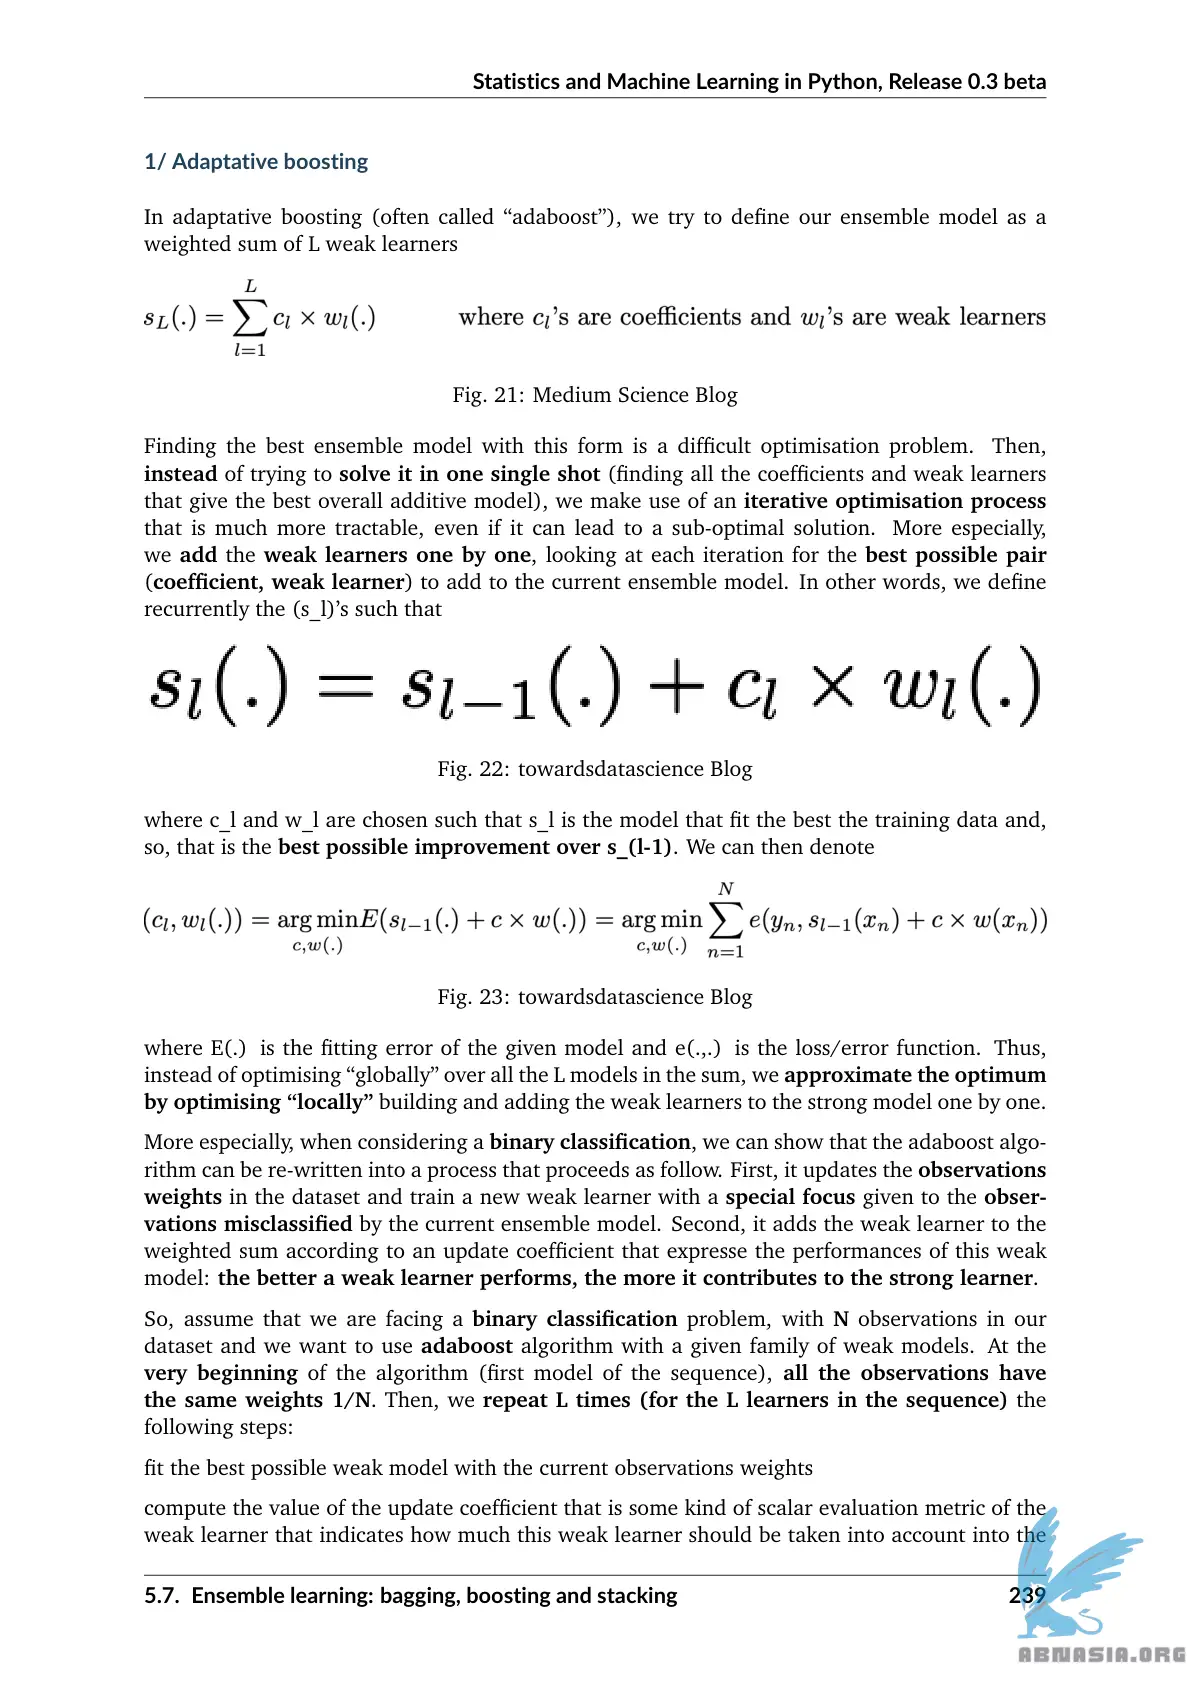 Statistics and Machine Learning in Python, Release 0.3 beta
1/ Adaptative boosting
In adaptative boosting (often called “adaboost”), we try to define our ensemble model as a
weighted sum of L weak learners
s_L(.) = \sum_{l=1}^{L} c_l × w_l(.) where c_l’s are coefficients and w_l’s are weak learners
Fig. 21: Medium Science Blog
Finding the best ensemble model with this form is a difficult optimisation problem. Then,
instead of trying to solve it in one single shot (finding all the coefficients and weak learners
that give the best overall additive model), we make use of an iterative optimisation process
that is much more tractable, even if it can lead to a sub-optimal solution. More especially,
we add the weak learners one by one, looking at each iteration for the best possible pair
(coefficient, weak learner) to add to the current ensemble model. In other words, we define
recurrently the (s_l)’s such that
s_l(.) = s_{l−1}(.) + c_l × w_l(.)
Fig. 22: towardsdatascience Blog
where c_l and w_l are chosen such that s_l is the model that fit the best the training data and,
so, that is the best possible improvement over s_(l-1). We can then denote
(c_l, w_l(.)) = \arg\min_{c,w(.)} E(s_{l−1}(.) + c × w(.)) = \arg\min_{c,w(.)} \sum_{n=1}^{N} e(y_n, s_{l−1}(x_n) + c × w(x_n))
Fig. 23: towardsdatascience Blog
where E(.) is the fitting error of the given model and e(.,.) is the loss/error function. Thus,
instead of optimising “globally” over all the L models in the sum, we approximate the optimum
by optimising “locally” building and adding the weak learners to the strong model one by one.
More especially, when considering a binary classification, we can show that the adaboost algo-
rithm can be re-written into a process that proceeds as follow. First, it updates the observations
weights in the dataset and train a new weak learner with a special focus given to the obser-
vations misclassified by the current ensemble model. Second, it adds the weak learner to the
weighted sum according to an update coefficient that expresse the performances of this weak
model: the better a weak learner performs, the more it contributes to the strong learner.
So, assume that we are facing a binary classification problem, with N observations in our
dataset and we want to use adaboost algorithm with a given family of weak models. At the
very beginning of the algorithm (first model of the sequence), all the observations have
the same weights 1/N. Then, we repeat L times (for the L learners in the sequence) the
following steps:
fit the best possible weak model with the current observations weights
compute the value of the update coefficient that is some kind of scalar evaluation metric of the
weak learner that indicates how much this weak learner should be taken into account into the
5.7. Ensemble learning: bagging, boosting and stacking 239
ABNASIA.ORG